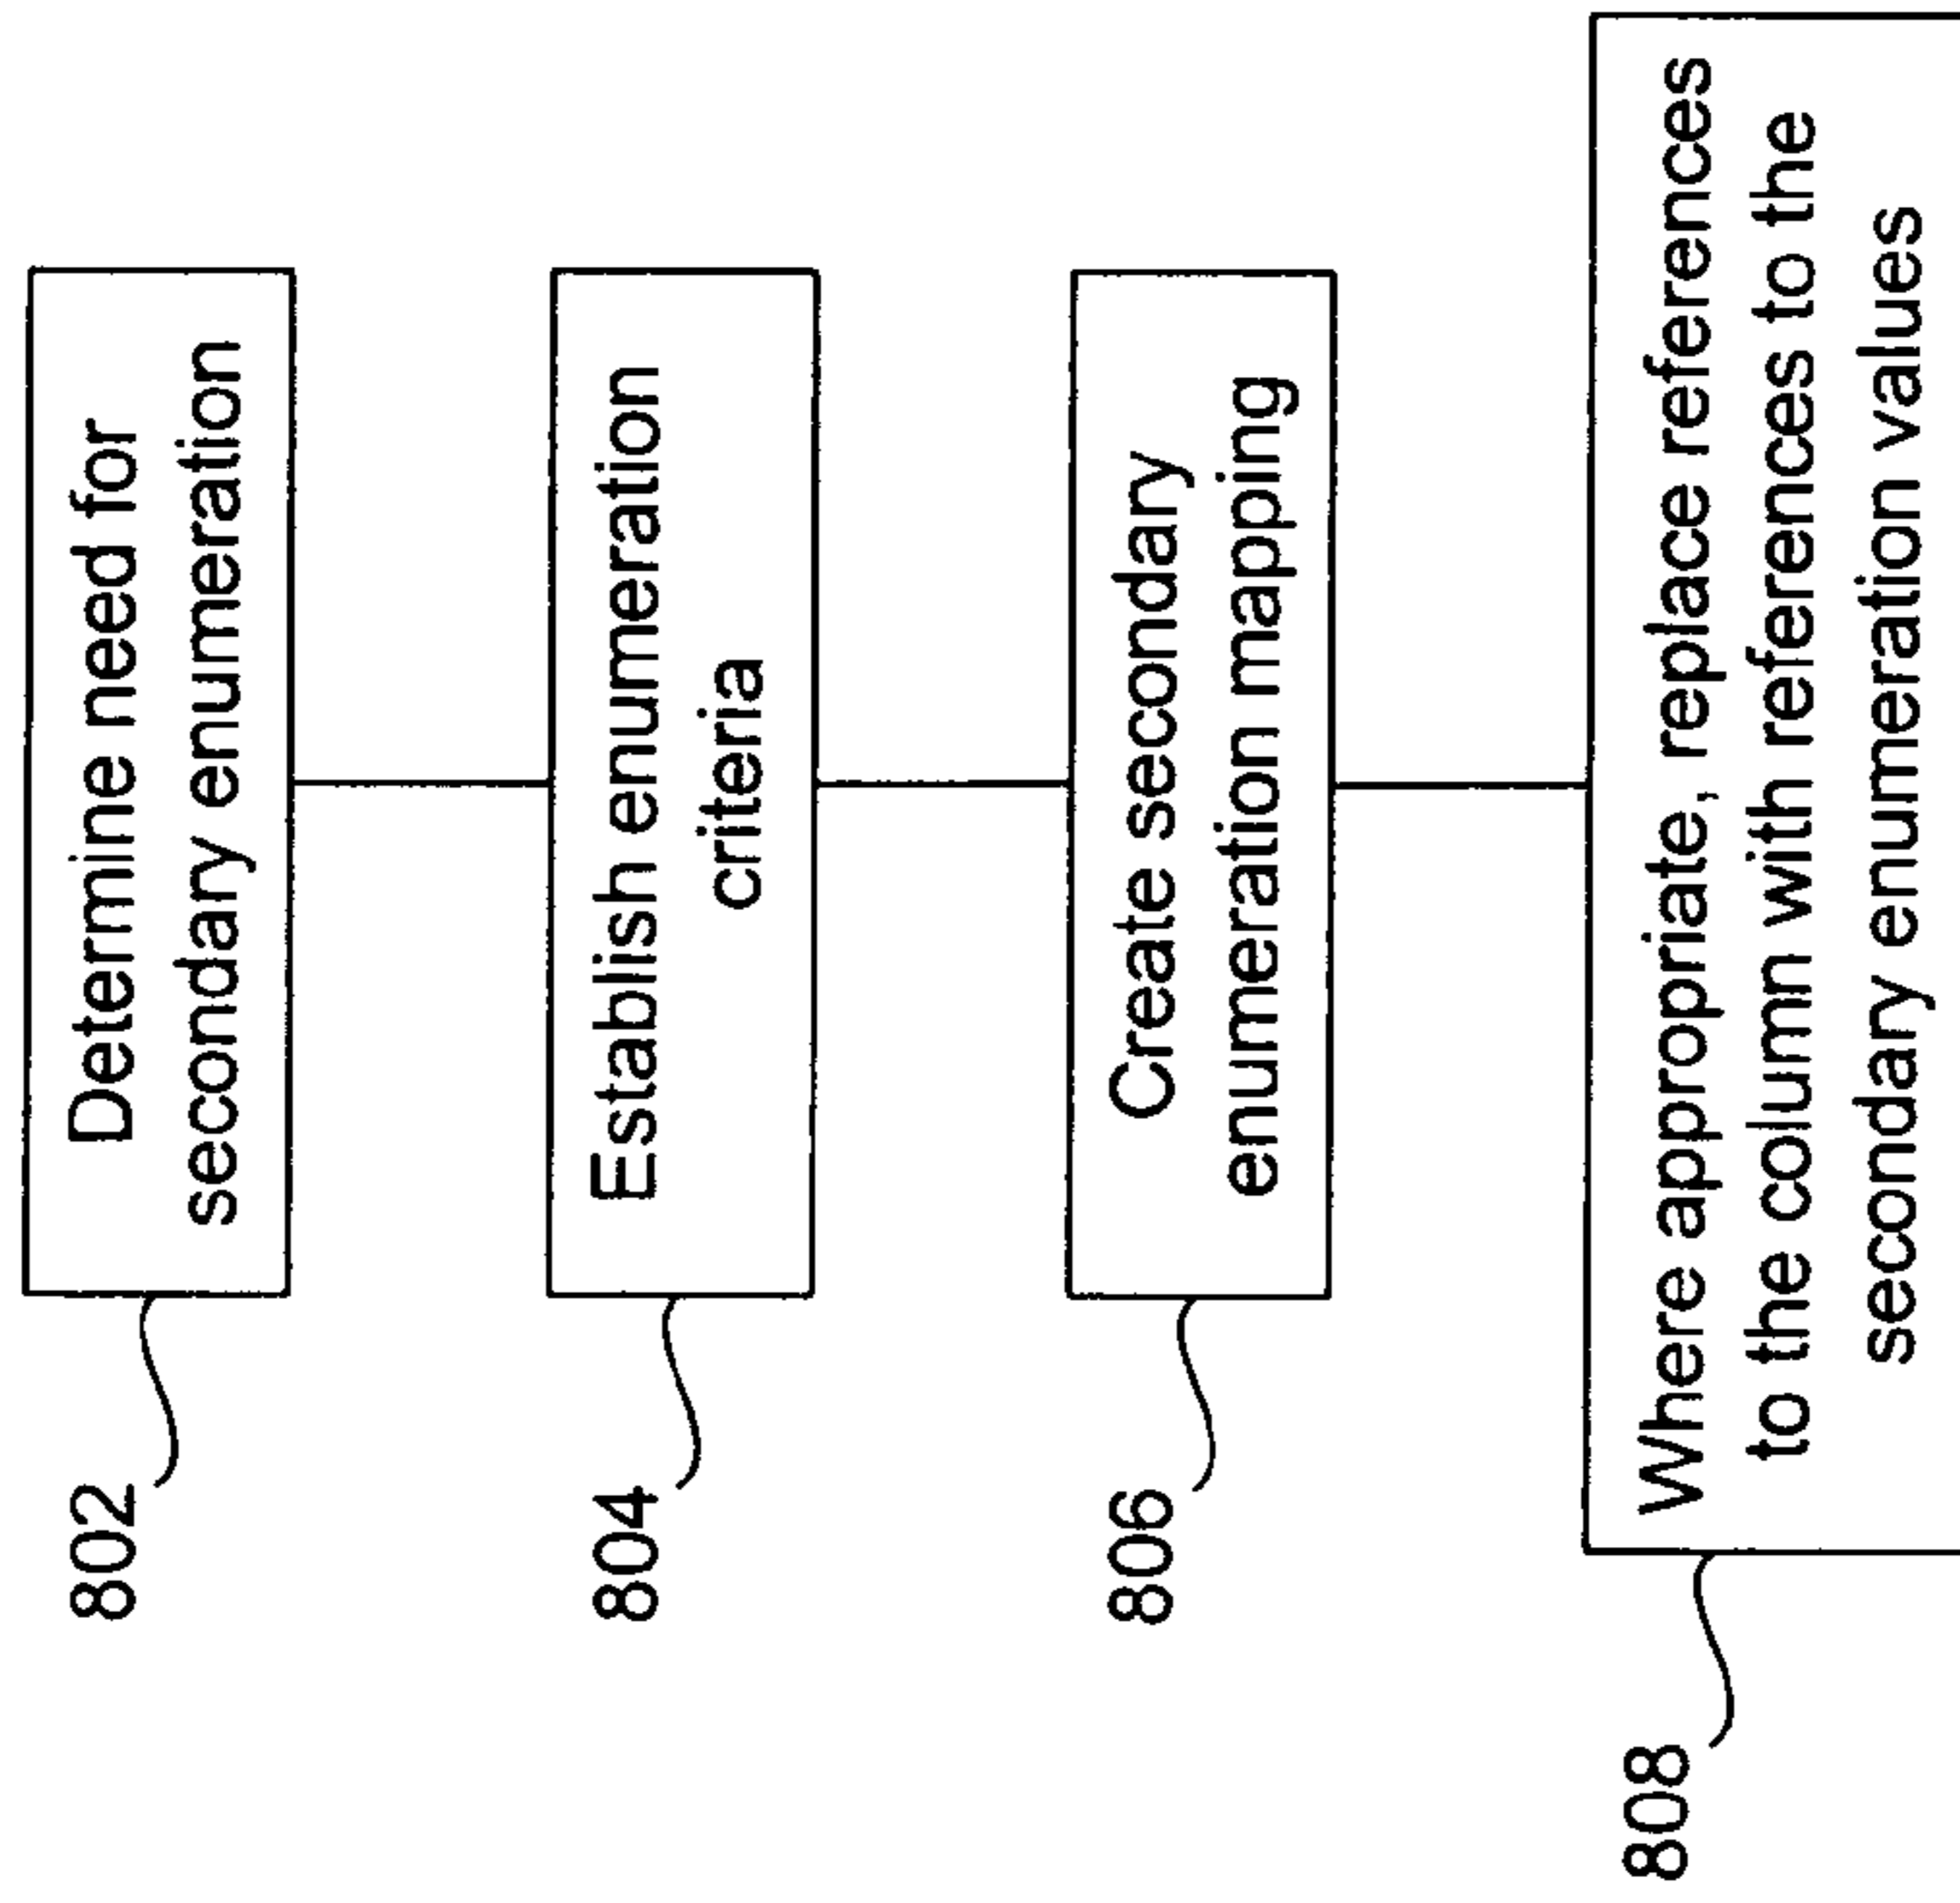 802
Determine need for
secondary enumeration
804
Establish enumeration
criteria
806
Create secondary
enumeration mapping
808
Where appropriate, replace references
to the column with references to the
secondary enumeration values